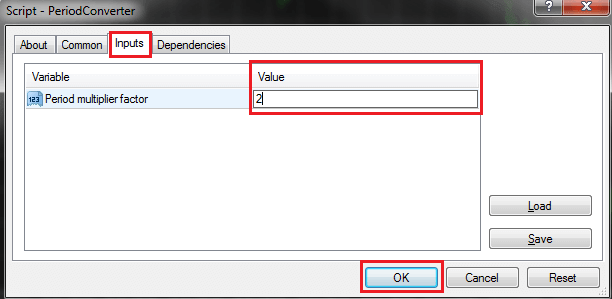 Script - PeriodConverter
?
About Common Inputs Dependencies
Variable Value
123 Period multiplier factor 2
Load
Save
OK Cancel Reset